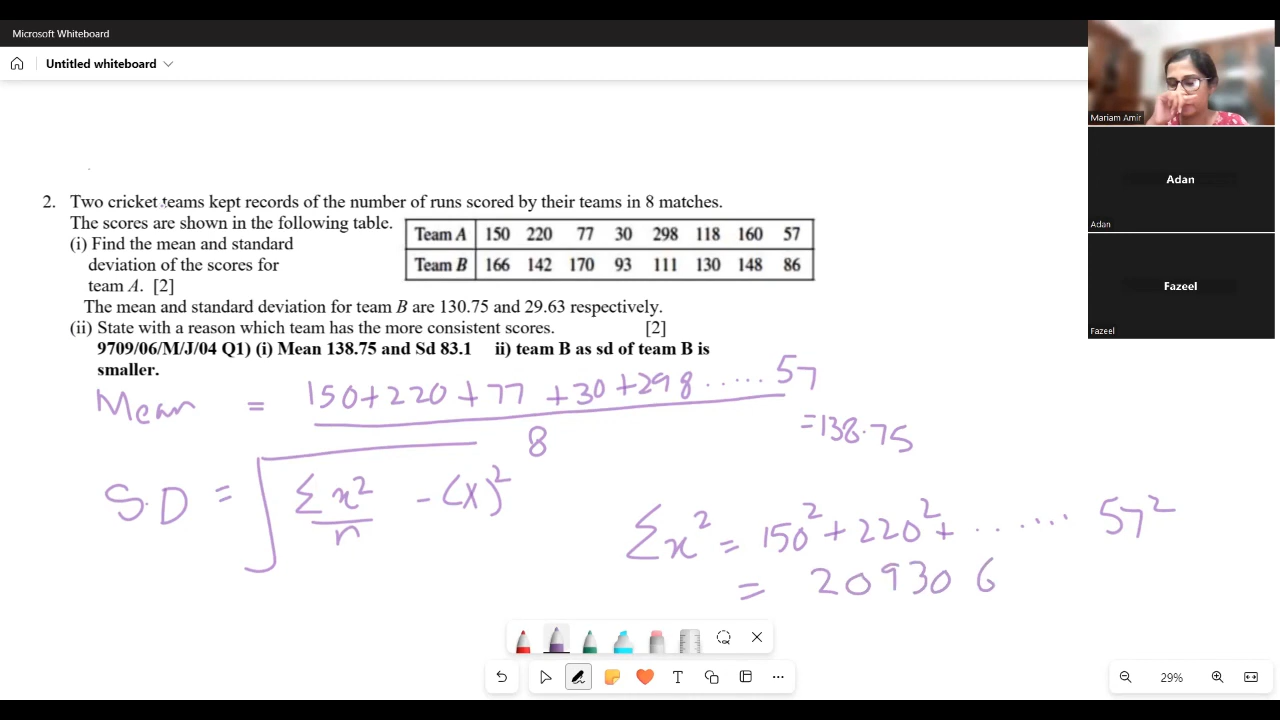 Microsoft Whiteboard
Untitled whiteboard
Mariam Amir
Adan
Adan
Fazeel
Fazeel
2. Two cricket teams kept records of the number of runs scored by their teams in 8 matches.
The scores are shown in the following table.
Team A 150 220 77 30 298 118 160 57
Team B 166 142 170 93 111 130 148 86
(i) Find the mean and standard
deviation of the scores for
team A. [2]
The mean and standard deviation for team B are 130.75 and 29.63 respectively.
(ii) State with a reason which team has the more consistent scores. [2]
9709/06/M/J/04 Q1) (i) Mean 138.75 and Sd 83.1 ii) team B as sd of team B is
smaller.
Mean = 150+220+77+30+298......57
8
=138.75
S.D = √ Σx² / n - (x)²
Σx² = 150² + 220² + ...... 57²
= 209306
T
29%